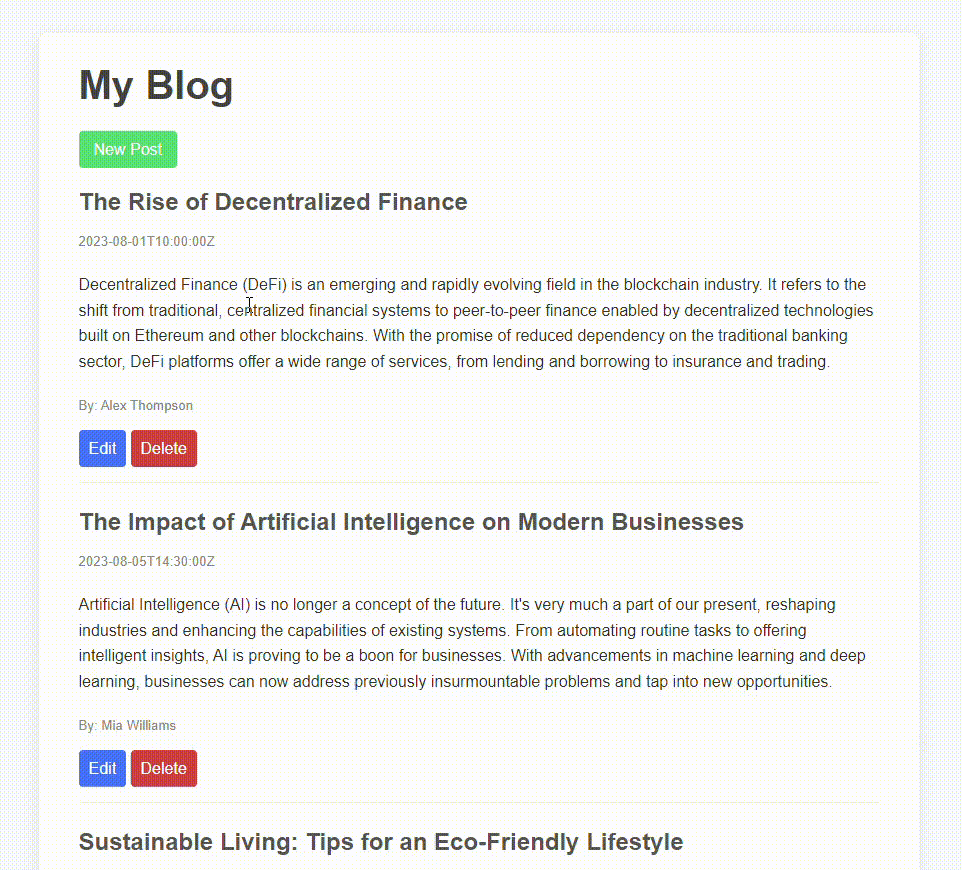 My Blog
New Post
The Rise of Decentralized Finance
2023-08-01T10:00:00Z
Decentralized Finance (DeFi) is an emerging and rapidly evolving field in the blockchain industry. It refers to the
shift from traditional, centralized financial systems to peer-to-peer finance enabled by decentralized technologies
built on Ethereum and other blockchains. With the promise of reduced dependency on the traditional banking
sector, DeFi platforms offer a wide range of services, from lending and borrowing to insurance and trading.
By: Alex Thompson
Edit Delete
The Impact of Artificial Intelligence on Modern Businesses
2023-08-05T14:30:00Z
Artificial Intelligence (AI) is no longer a concept of the future. It's very much a part of our present, reshaping
industries and enhancing the capabilities of existing systems. From automating routine tasks to offering
intelligent insights, AI is proving to be a boon for businesses. With advancements in machine learning and deep
learning, businesses can now address previously insurmountable problems and tap into new opportunities.
By: Mia Williams
Edit Delete
Sustainable Living: Tips for an Eco-Friendly Lifestyle